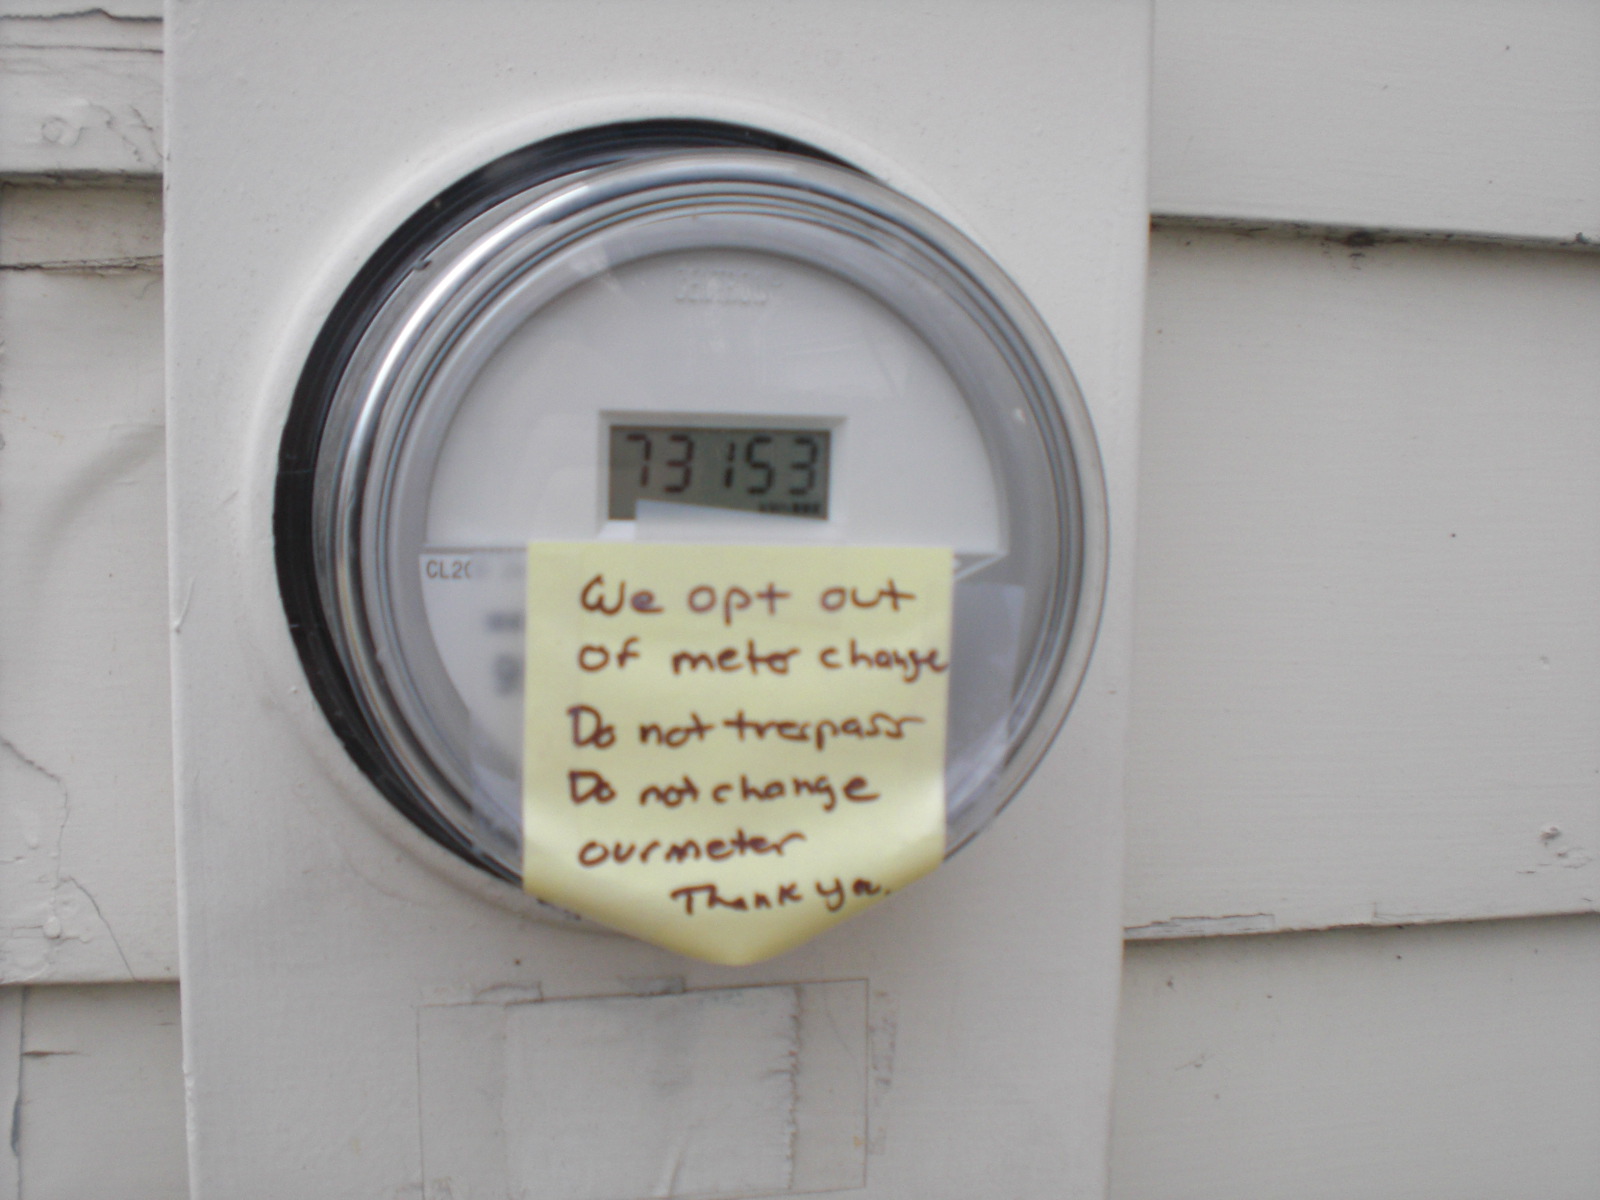 73153
CL20
We opt out
of meter change
Do not trespass
Do not change
our meter
Thank you.